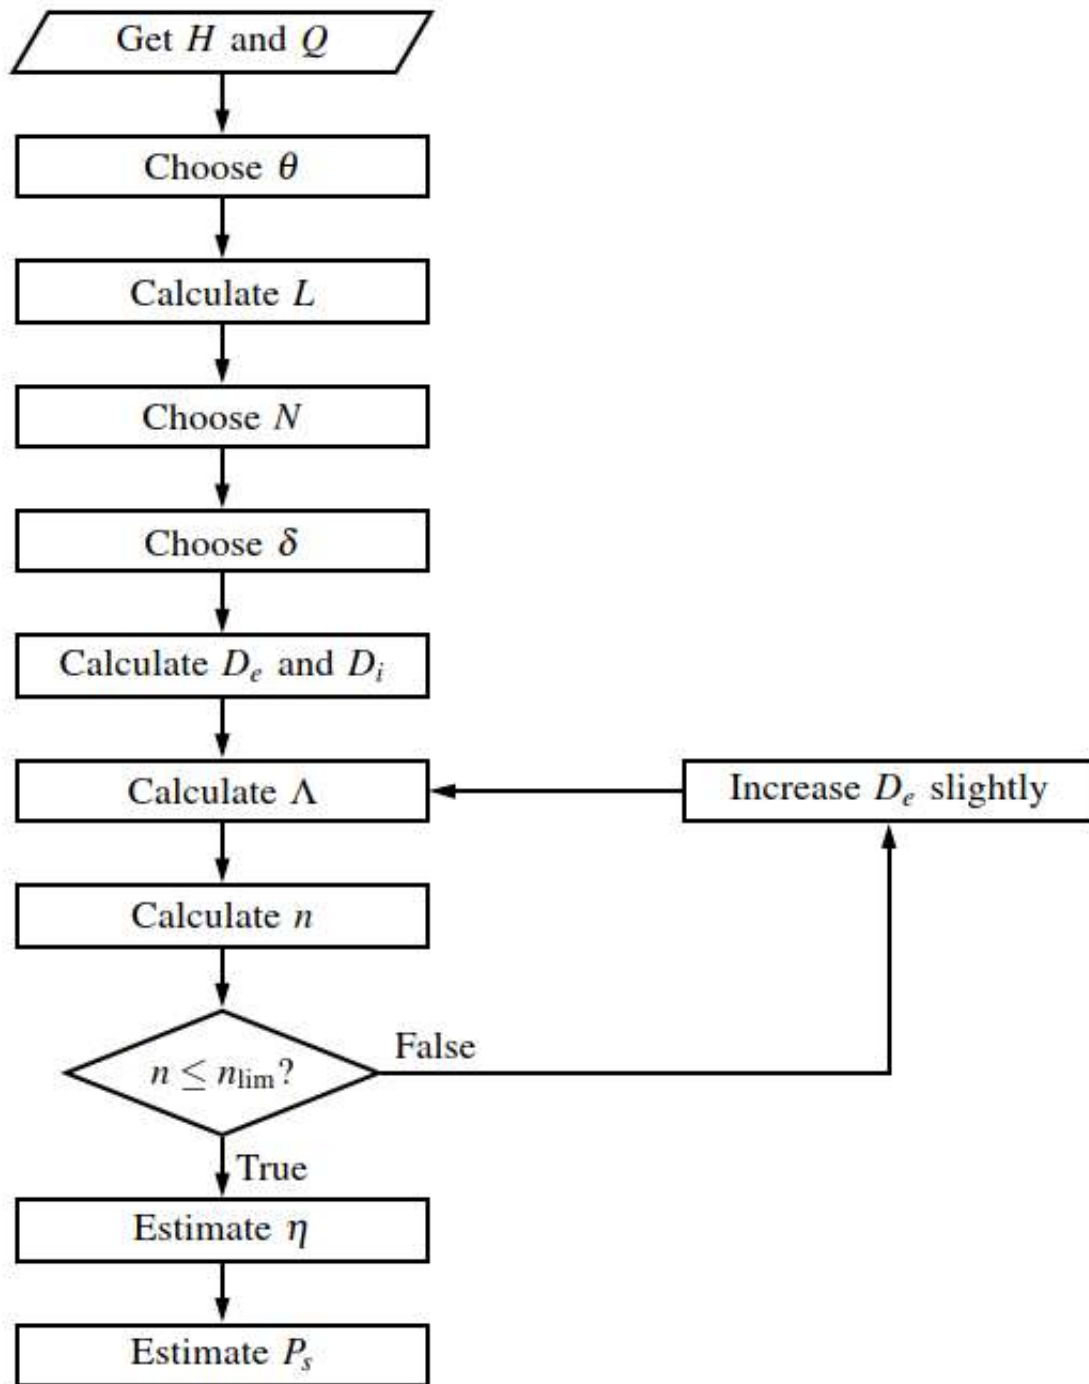 Get H and Q
Choose θ
Calculate L
Choose N
Choose δ
Calculate Dₑ and Dᵢ
Calculate Λ
Increase Dₑ slightly
Calculate n
n ≤ n_lim?
False
True
Estimate η
Estimate Pₛ